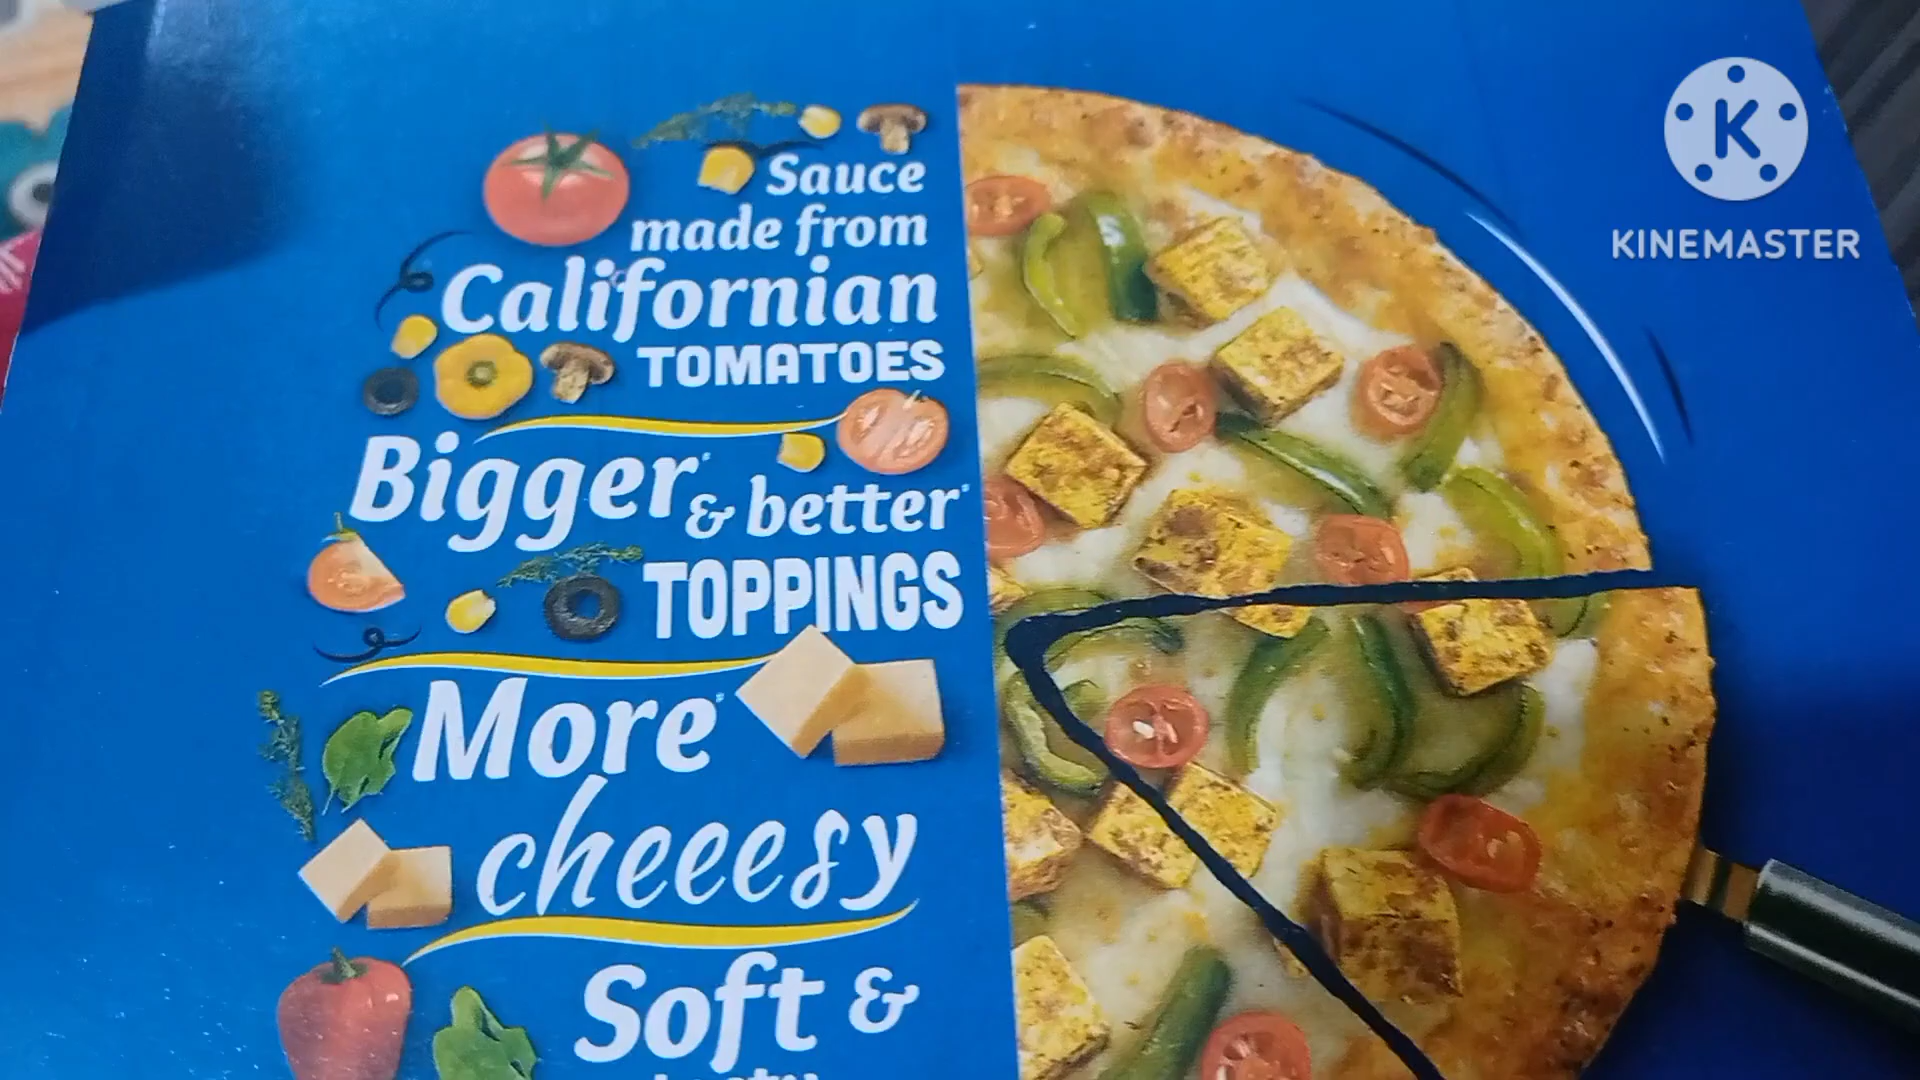 Sauce
made from
Californian
TOMATOES
Bigger* & better*
TOPPINGS
More*
cheeesy
Soft &
K
KINEMASTER